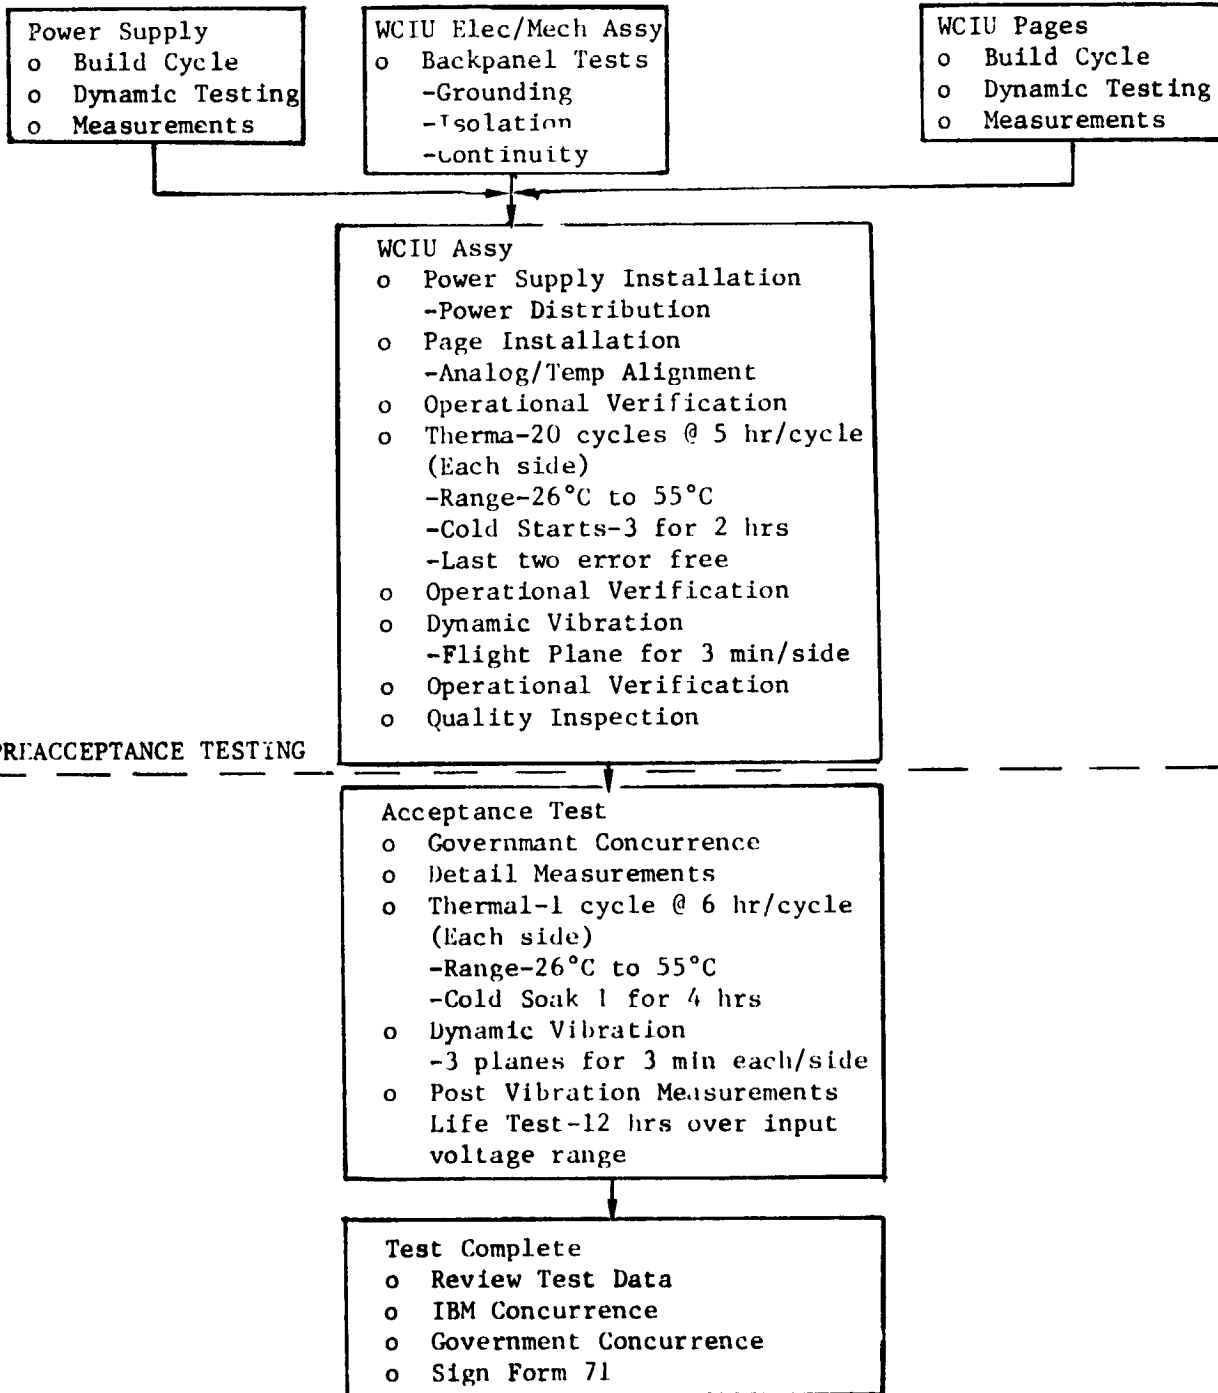 Power Supply
o Build Cycle
o Dynamic Testing
o Measurements
WCIU Elec/Mech Assy
o Backpanel Tests
-Grounding
-Isolation
-Continuity
WCIU Pages
o Build Cycle
o Dynamic Testing
o Measurements
WCIU Assy
o Power Supply Installation
-Power Distribution
o Page Installation
-Analog/Temp Alignment
o Operational Verification
o Therma-20 cycles @ 5 hr/cycle
(Each side)
-Range-26°C to 55°C
-Cold Starts-3 for 2 hrs
-Last two error free
o Operational Verification
o Dynamic Vibration
-Flight Plane for 3 min/side
o Operational Verification
o Quality Inspection
PREACCEPTANCE TESTING
Acceptance Test
o Governmant Concurrence
o Detail Measurements
o Thermal-1 cycle @ 6 hr/cycle
(Each side)
-Range-26°C to 55°C
-Cold Soak 1 for 4 hrs
o Dynamic Vibration
-3 planes for 3 min each/side
o Post Vibration Measurements
Life Test-12 hrs over input
voltage range
Test Complete
o Review Test Data
o IBM Concurrence
o Government Concurrence
o Sign Form 71